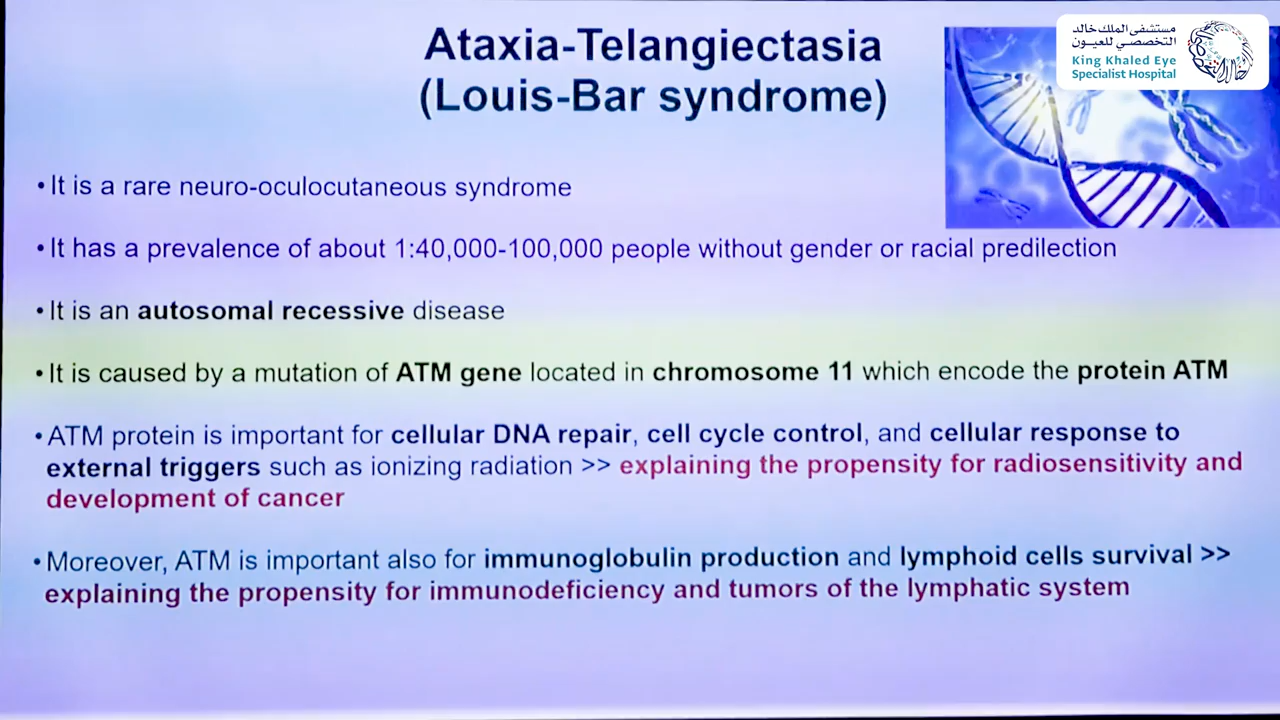 Ataxia-Telangiectasia
(Louis-Bar syndrome)
مستشفى الملك خالد
التخصصي للعيون
King Khaled Eye
Specialist Hospital
• It is a rare neuro-oculocutaneous syndrome
• It has a prevalence of about 1:40,000-100,000 people without gender or racial predilection
• It is an autosomal recessive disease
• It is caused by a mutation of ATM gene located in chromosome 11 which encode the protein ATM
• ATM protein is important for cellular DNA repair, cell cycle control, and cellular response to
external triggers such as ionizing radiation >> explaining the propensity for radiosensitivity and
development of cancer
• Moreover, ATM is important also for immunoglobulin production and lymphoid cells survival >>
explaining the propensity for immunodeficiency and tumors of the lymphatic system